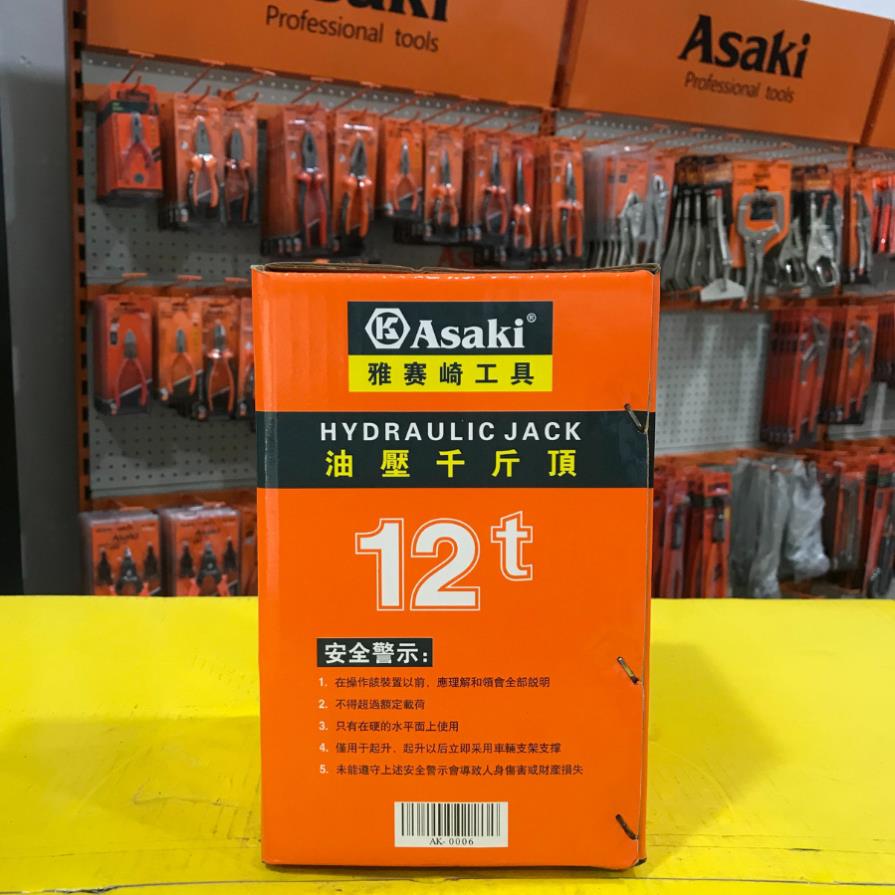 Asaki
Professional tools
Asaki
Professional tools
Asaki®
雅赛崎工具
HYDRAULIC JACK
油壓千斤頂
12t
安全警示：
1. 在操作該裝置以前、應理解和領會全部說明
2. 不得超過額定載荷
3. 只有在硬的水平面上使用
4. 僅用于起升、起升以后立即采用車輛支架支撐
5. 未能遵守上述安全警示會導致人身傷害或財產損失
AK-0006